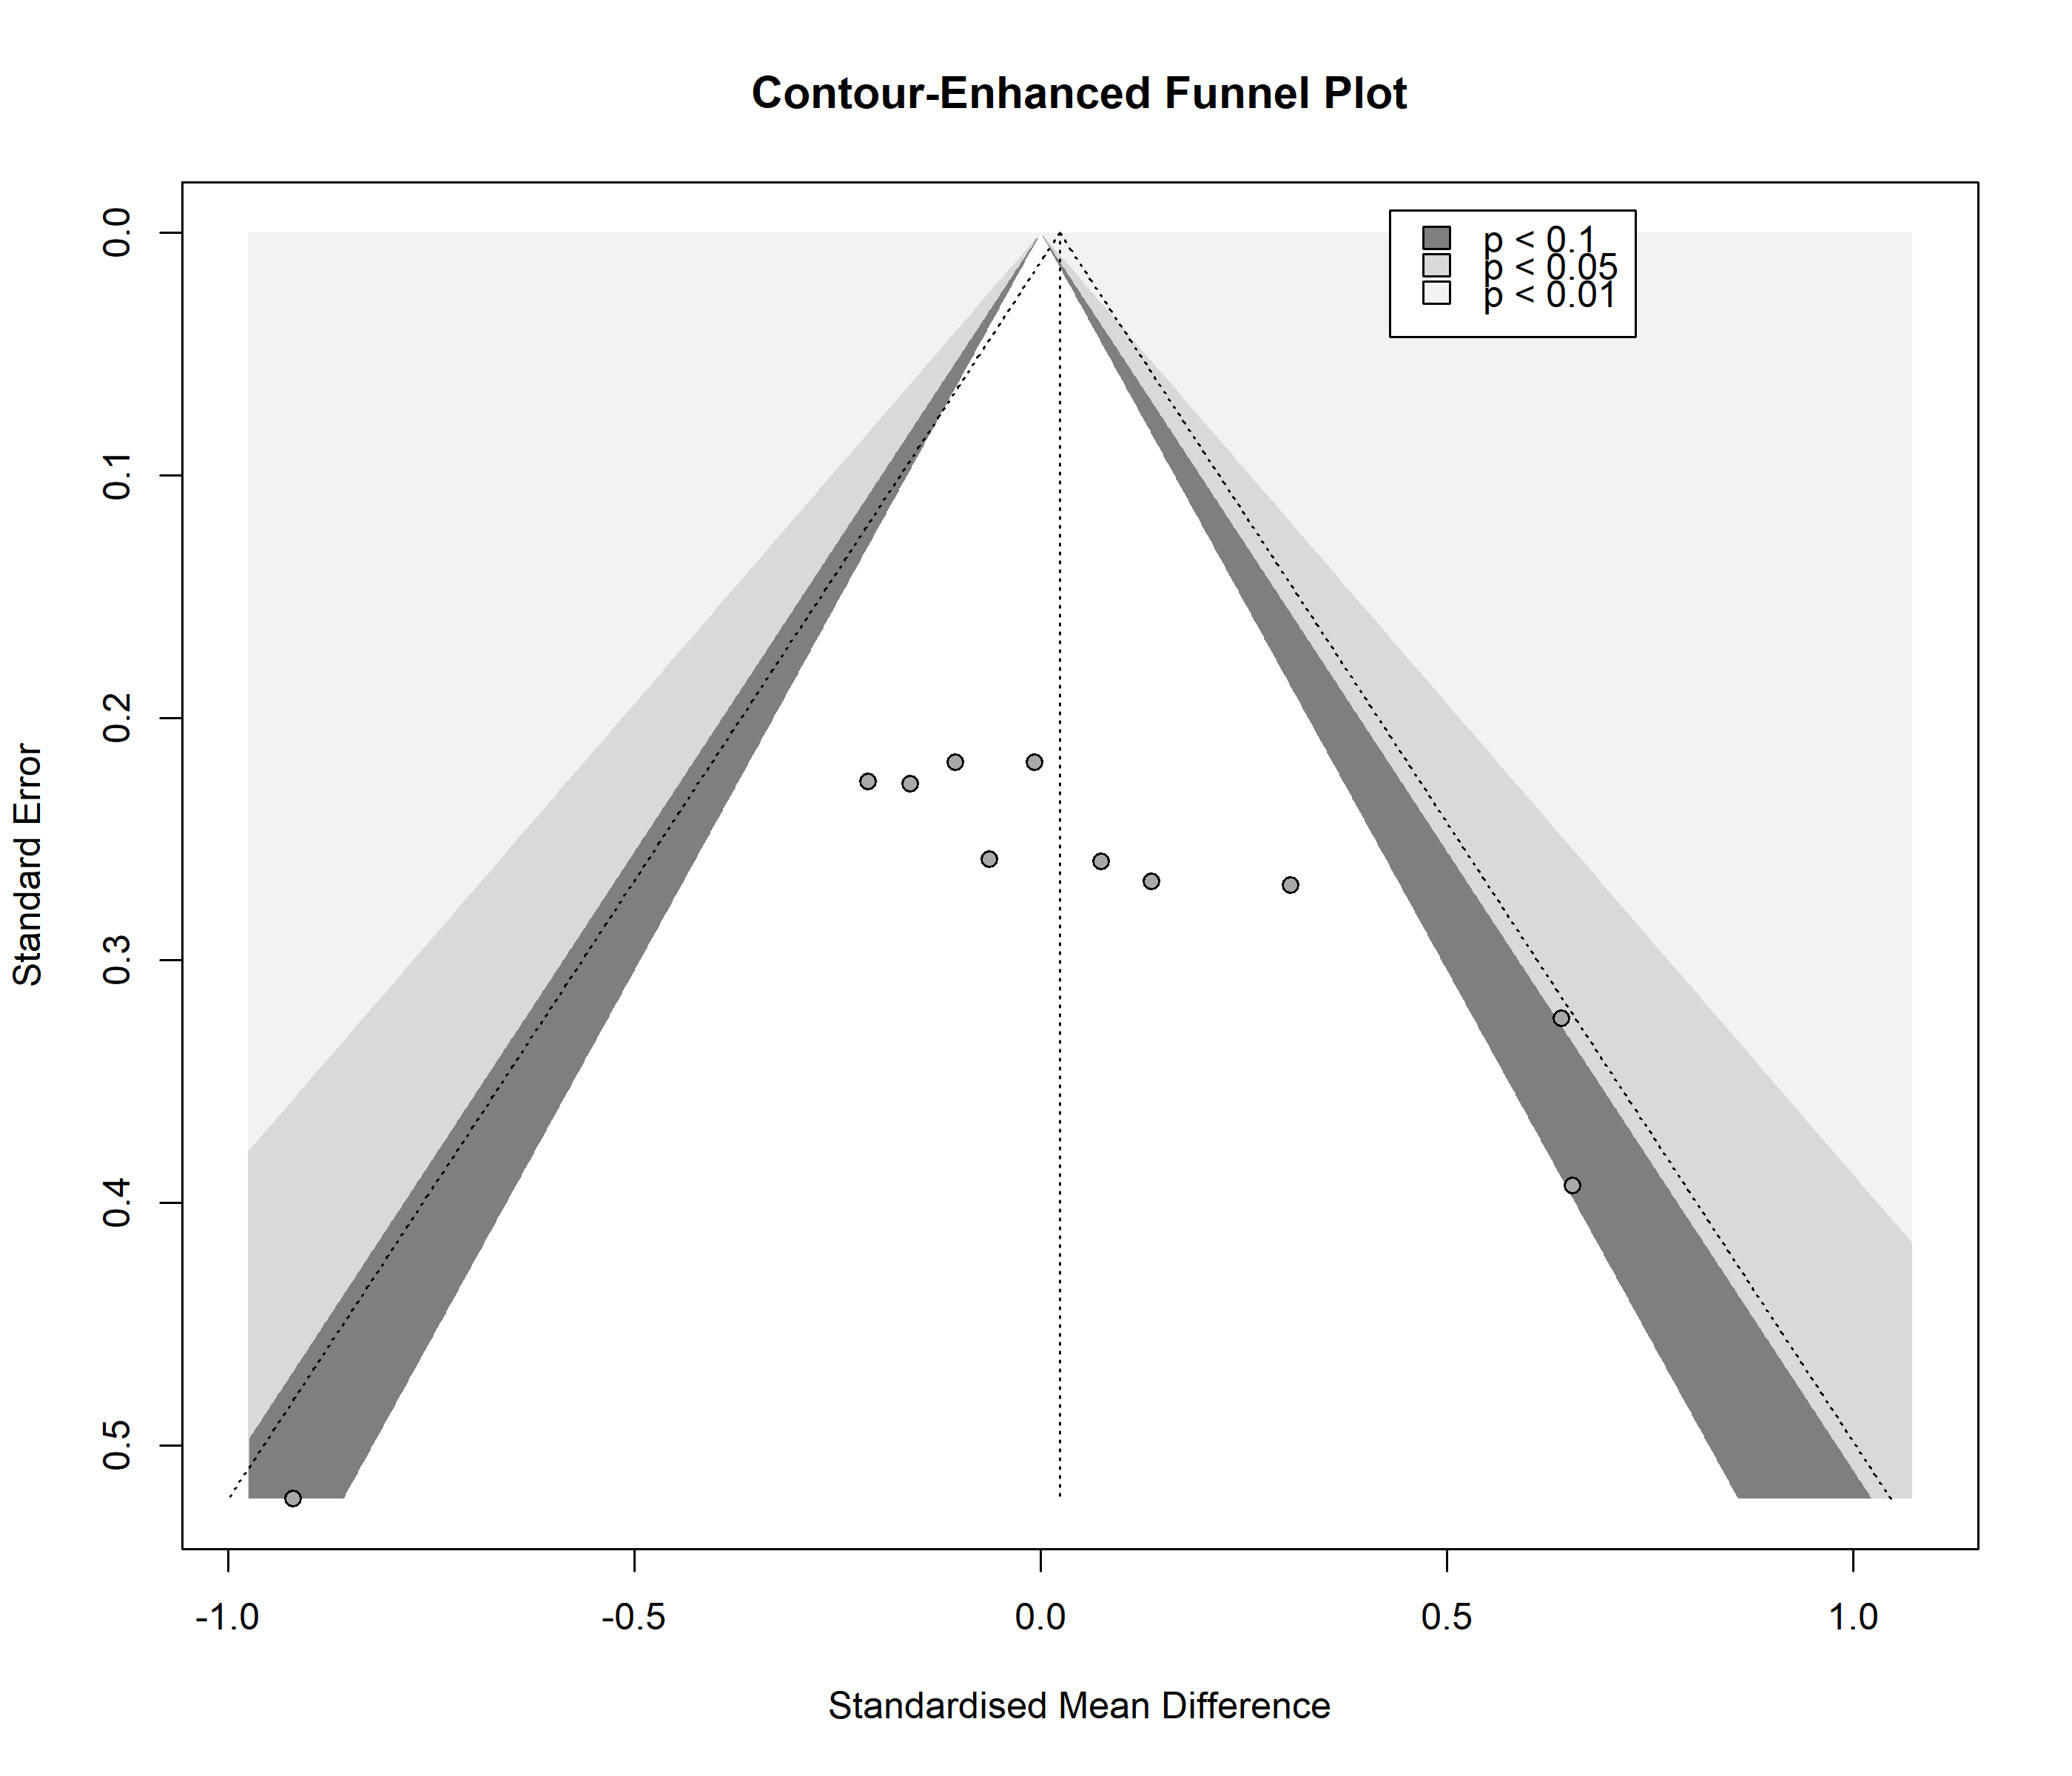 Contour-Enhanced Funnel Plot
p < 0.1
p < 0.05
p < 0.01
Standard Error
0.0
0.1
0.2
0.3
0.4
0.5
-1.0
-0.5
0.0
0.5
1.0
Standardised Mean Difference